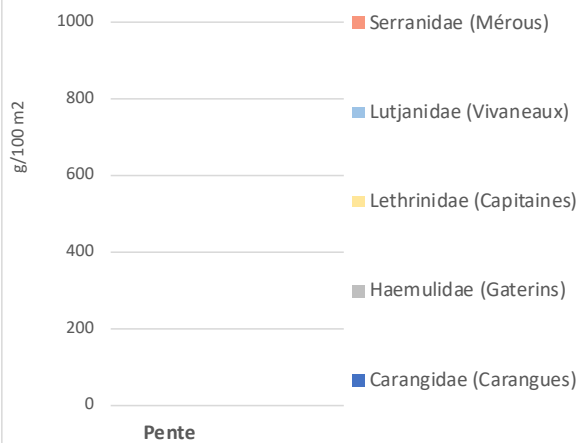 g/100 m2
1000
800
600
400
200
0
Pente
Serranidae (Mérous)
Lutjanidae (Vivaneaux)
Lethrinidae (Capitaines)
Haemulidae (Gaterins)
Carangidae (Carangues)